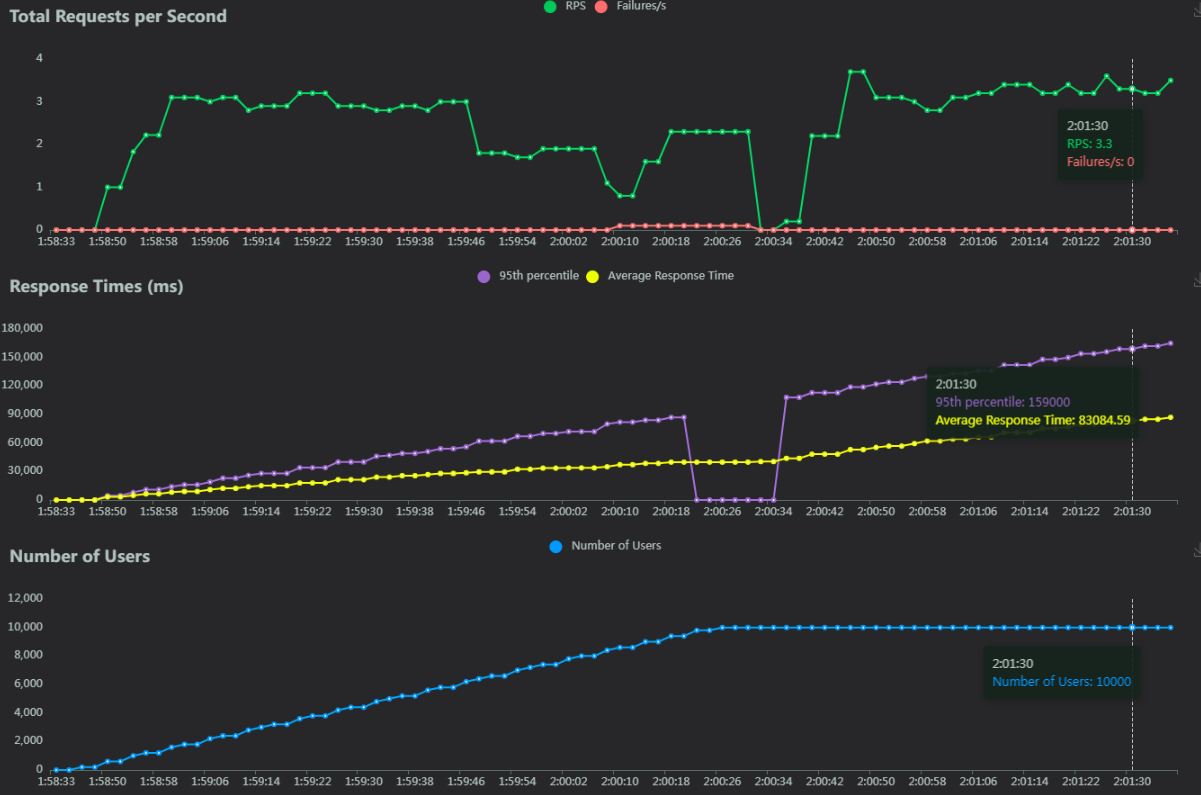 Total Requests per Second
RPS Failures/s
4
3
2
1
0
2:01:30
RPS: 3.3
Failures/s: 0
1:58:33 1:58:50 1:58:58 1:59:06 1:59:14 1:59:22 1:59:30 1:59:38 1:59:46 1:59:54 2:00:02 2:00:10 2:00:18 2:00:26 2:00:34 2:00:42 2:00:50 2:00:58 2:01:06 2:01:14 2:01:22 2:01:30
Response Times (ms)
95th percentile Average Response Time
180,000
150,000
120,000
90,000
60,000
30,000
0
2:01:30
95th percentile: 159000
Average Response Time: 83084.59
1:58:33 1:58:50 1:58:58 1:59:06 1:59:14 1:59:22 1:59:30 1:59:38 1:59:46 1:59:54 2:00:02 2:00:10 2:00:18 2:00:26 2:00:34 2:00:42 2:00:50 2:00:58 2:01:06 2:01:14 2:01:22 2:01:30
Number of Users
Number of Users
12,000
10,000
8,000
6,000
4,000
2,000
0
2:01:30
Number of Users: 10000
1:58:33 1:58:50 1:58:58 1:59:06 1:59:14 1:59:22 1:59:30 1:59:38 1:59:46 1:59:54 2:00:02 2:00:10 2:00:18 2:00:26 2:00:34 2:00:42 2:00:50 2:00:58 2:01:06 2:01:14 2:01:22 2:01:30